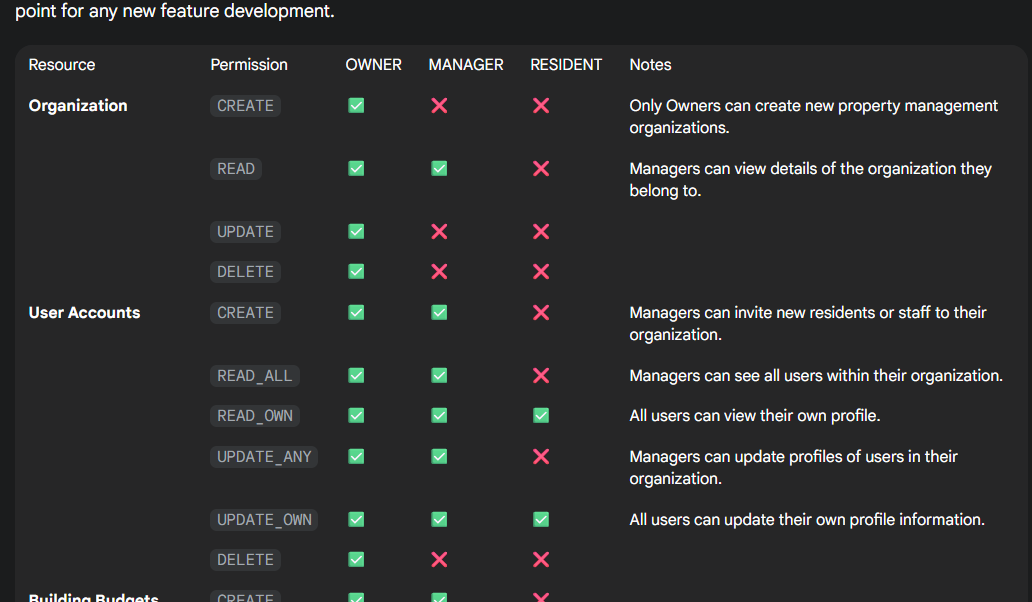 point for any new feature development.
Resource Permission OWNER MANAGER RESIDENT Notes
Organization CREATE ✅ ❌ ❌ Only Owners can create new property management
organizations.
READ ✅ ✅ ❌ Managers can view details of the organization they
belong to.
UPDATE ✅ ❌ ❌
DELETE ✅ ❌ ❌
User Accounts CREATE ✅ ✅ ❌ Managers can invite new residents or staff to their
organization.
READ_ALL ✅ ✅ ❌ Managers can see all users within their organization.
READ_OWN ✅ ✅ ✅ All users can view their own profile.
UPDATE_ANY ✅ ✅ ❌ Managers can update profiles of users in their
organization.
UPDATE_OWN ✅ ✅ ✅ All users can update their own profile information.
DELETE ✅ ❌ ❌
Building Budgets CREATE ✅ ✅ ❌